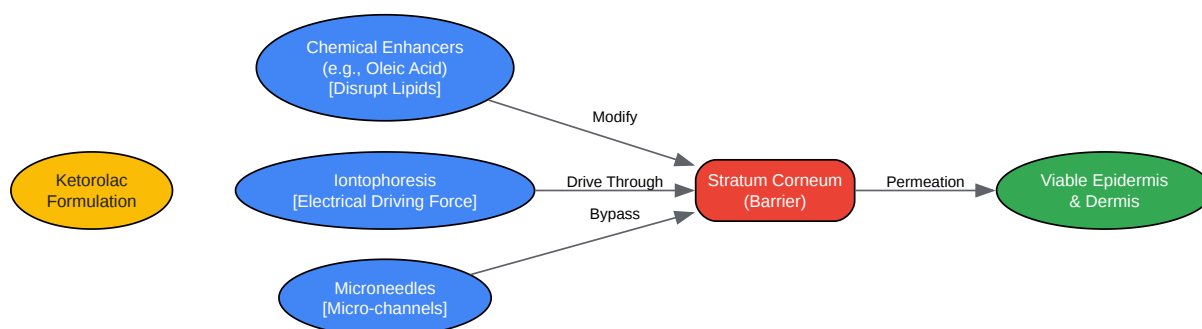 Ketorolac
Formulation
Chemical Enhancers
(e.g., Oleic Acid)
[Disrupt Lipids]
Modify
Iontophoresis
[Electrical Driving Force]
Drive Through
Bypass
Microneedles
[Micro-channels]
Stratum Corneum
(Barrier)
Permeation
Viable Epidermis
& Dermis